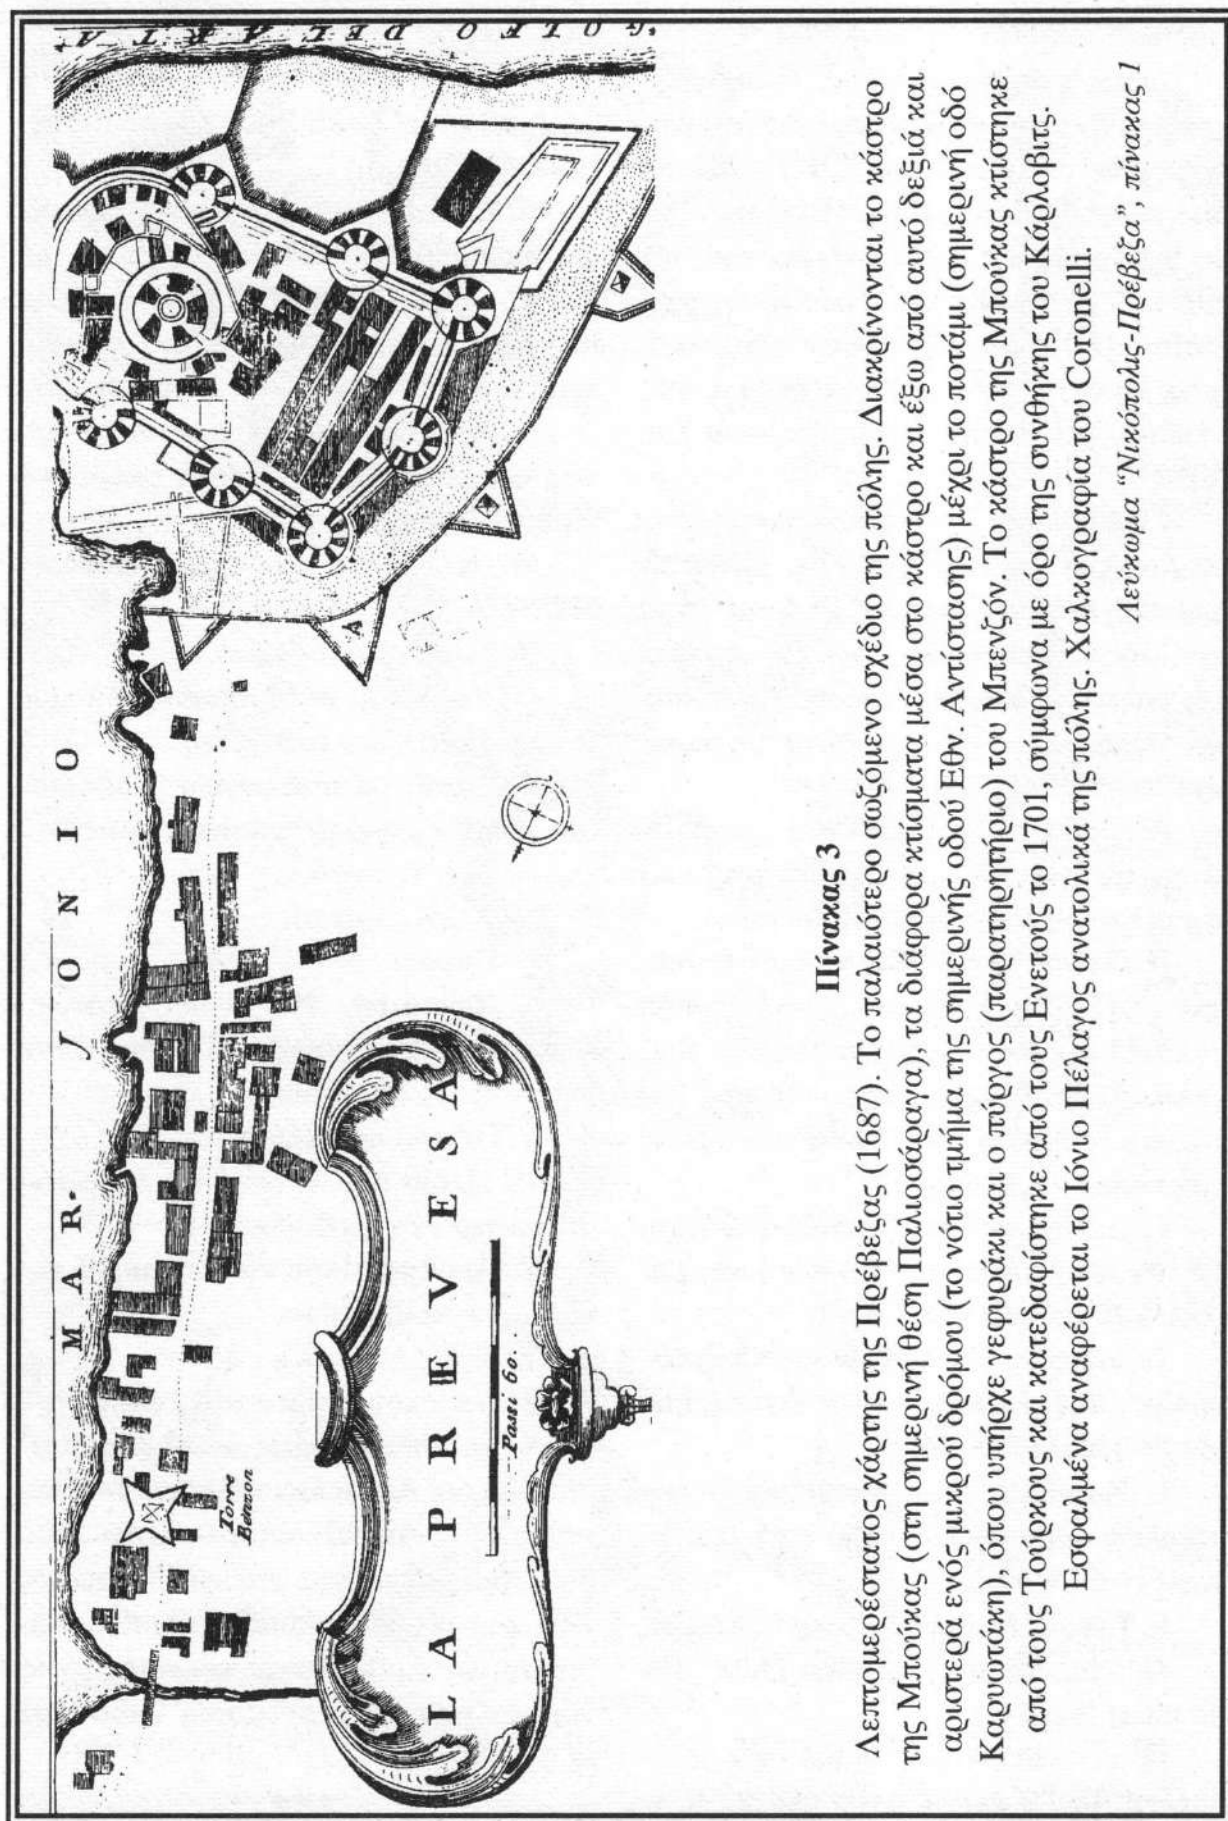 MAR. JONIO
GOLFO DEL ARTA
Torre
Benzon
A
LA PREVESA
Passi 60.
Πίνακας 3
Λεπτομερέστατος χάρτης της Πρέβεζας (1687). Το παλαιότερο σωζόμενο σχέδιο της πόλης. Διακρίνονται το κάστρο
της Μπούκας (στη σημερινή θέση Παλιοσάραγα), τα διάφορα κτίσματα μέσα στο κάστρο και έξω από αυτό δεξιά και
αριστερά ενός μικρού δρόμου (το νότιο τμήμα της σημερινής οδού Εθν. Αντίστασης) μέχρι το ποτάμι (σημερινή οδό
Καρυωτάκη), όπου υπήρχε γεφυράκι και ο πύργος (παρατηρητήριο) του Μπενζόν. Το κάστρο της Μπούκας κτίστηκε
από τους Τούρκους και κατεδαφίστηκε από τους Ενετούς το 1701, σύμφωνα με όρο της συνθήκης του Κάρλοβιτς.
Εσφαλμένα αναφέρεται το Ιόνιο Πέλαγος ανατολικά της πόλης. Χαλκογραφία του Coronelli.
Λεύκωμα “Νικόπολις-Πρέβεζα”, πίνακας 1